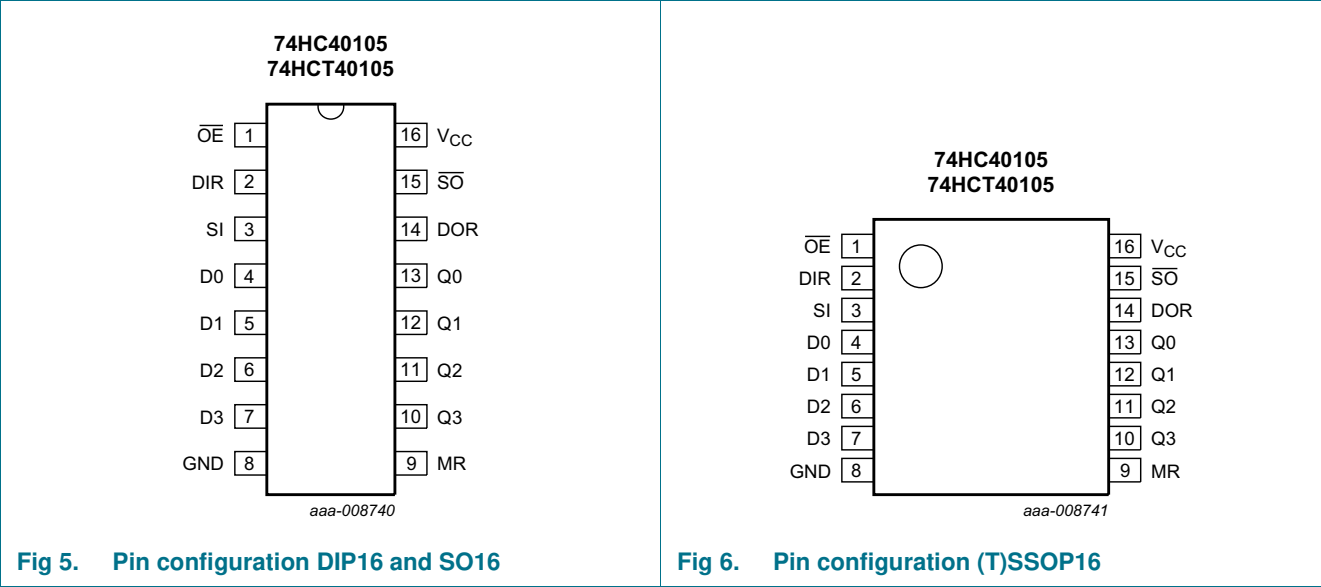 74HC40105
74HCT40105
O̅E̅ 1 16 VCC
DIR 2 15 S̅O̅
SI 3 14 DOR
D0 4 13 Q0
D1 5 12 Q1
D2 6 11 Q2
D3 7 10 Q3
GND 8 9 MR
aaa-008740
Fig 5. Pin configuration DIP16 and SO16
74HC40105
74HCT40105
O̅E̅ 1 16 VCC
DIR 2 15 S̅O̅
SI 3 14 DOR
D0 4 13 Q0
D1 5 12 Q1
D2 6 11 Q2
D3 7 10 Q3
GND 8 9 MR
aaa-008741
Fig 6. Pin configuration (T)SSOP16